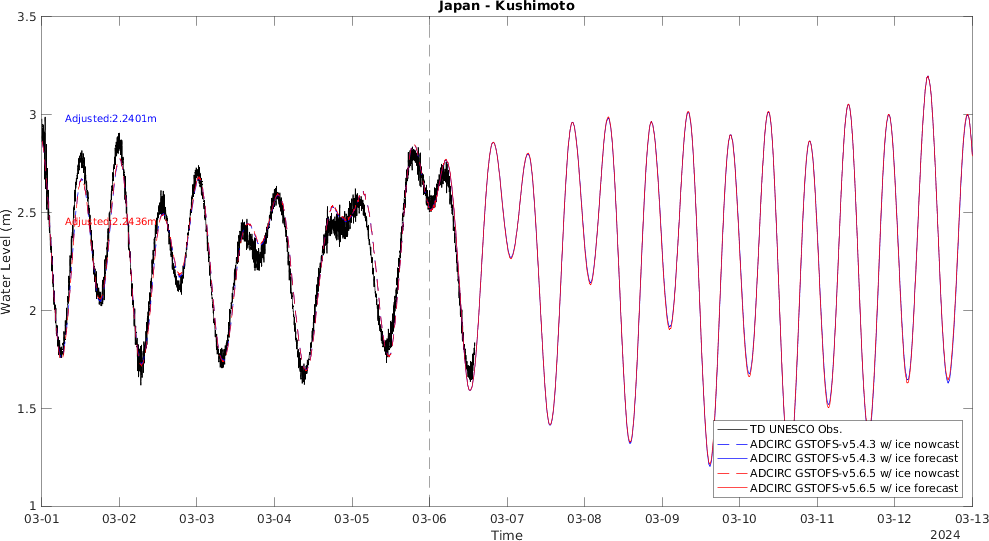 Japan - Kushimoto
3.5
3
2.5
2
1.5
1
Water Level (m)
Adjusted:2.2401m
Adjusted:2.2436m
TD UNESCO Obs.
ADCIRC GSTOFS-v5.4.3 w/ ice nowcast
ADCIRC GSTOFS-v5.4.3 w/ ice forecast
ADCIRC GSTOFS-v5.6.5 w/ ice nowcast
ADCIRC GSTOFS-v5.6.5 w/ ice forecast
03-01 03-02 03-03 03-04 03-05 03-06 03-07 03-08 03-09 03-10 03-11 03-12 03-13
Time
2024